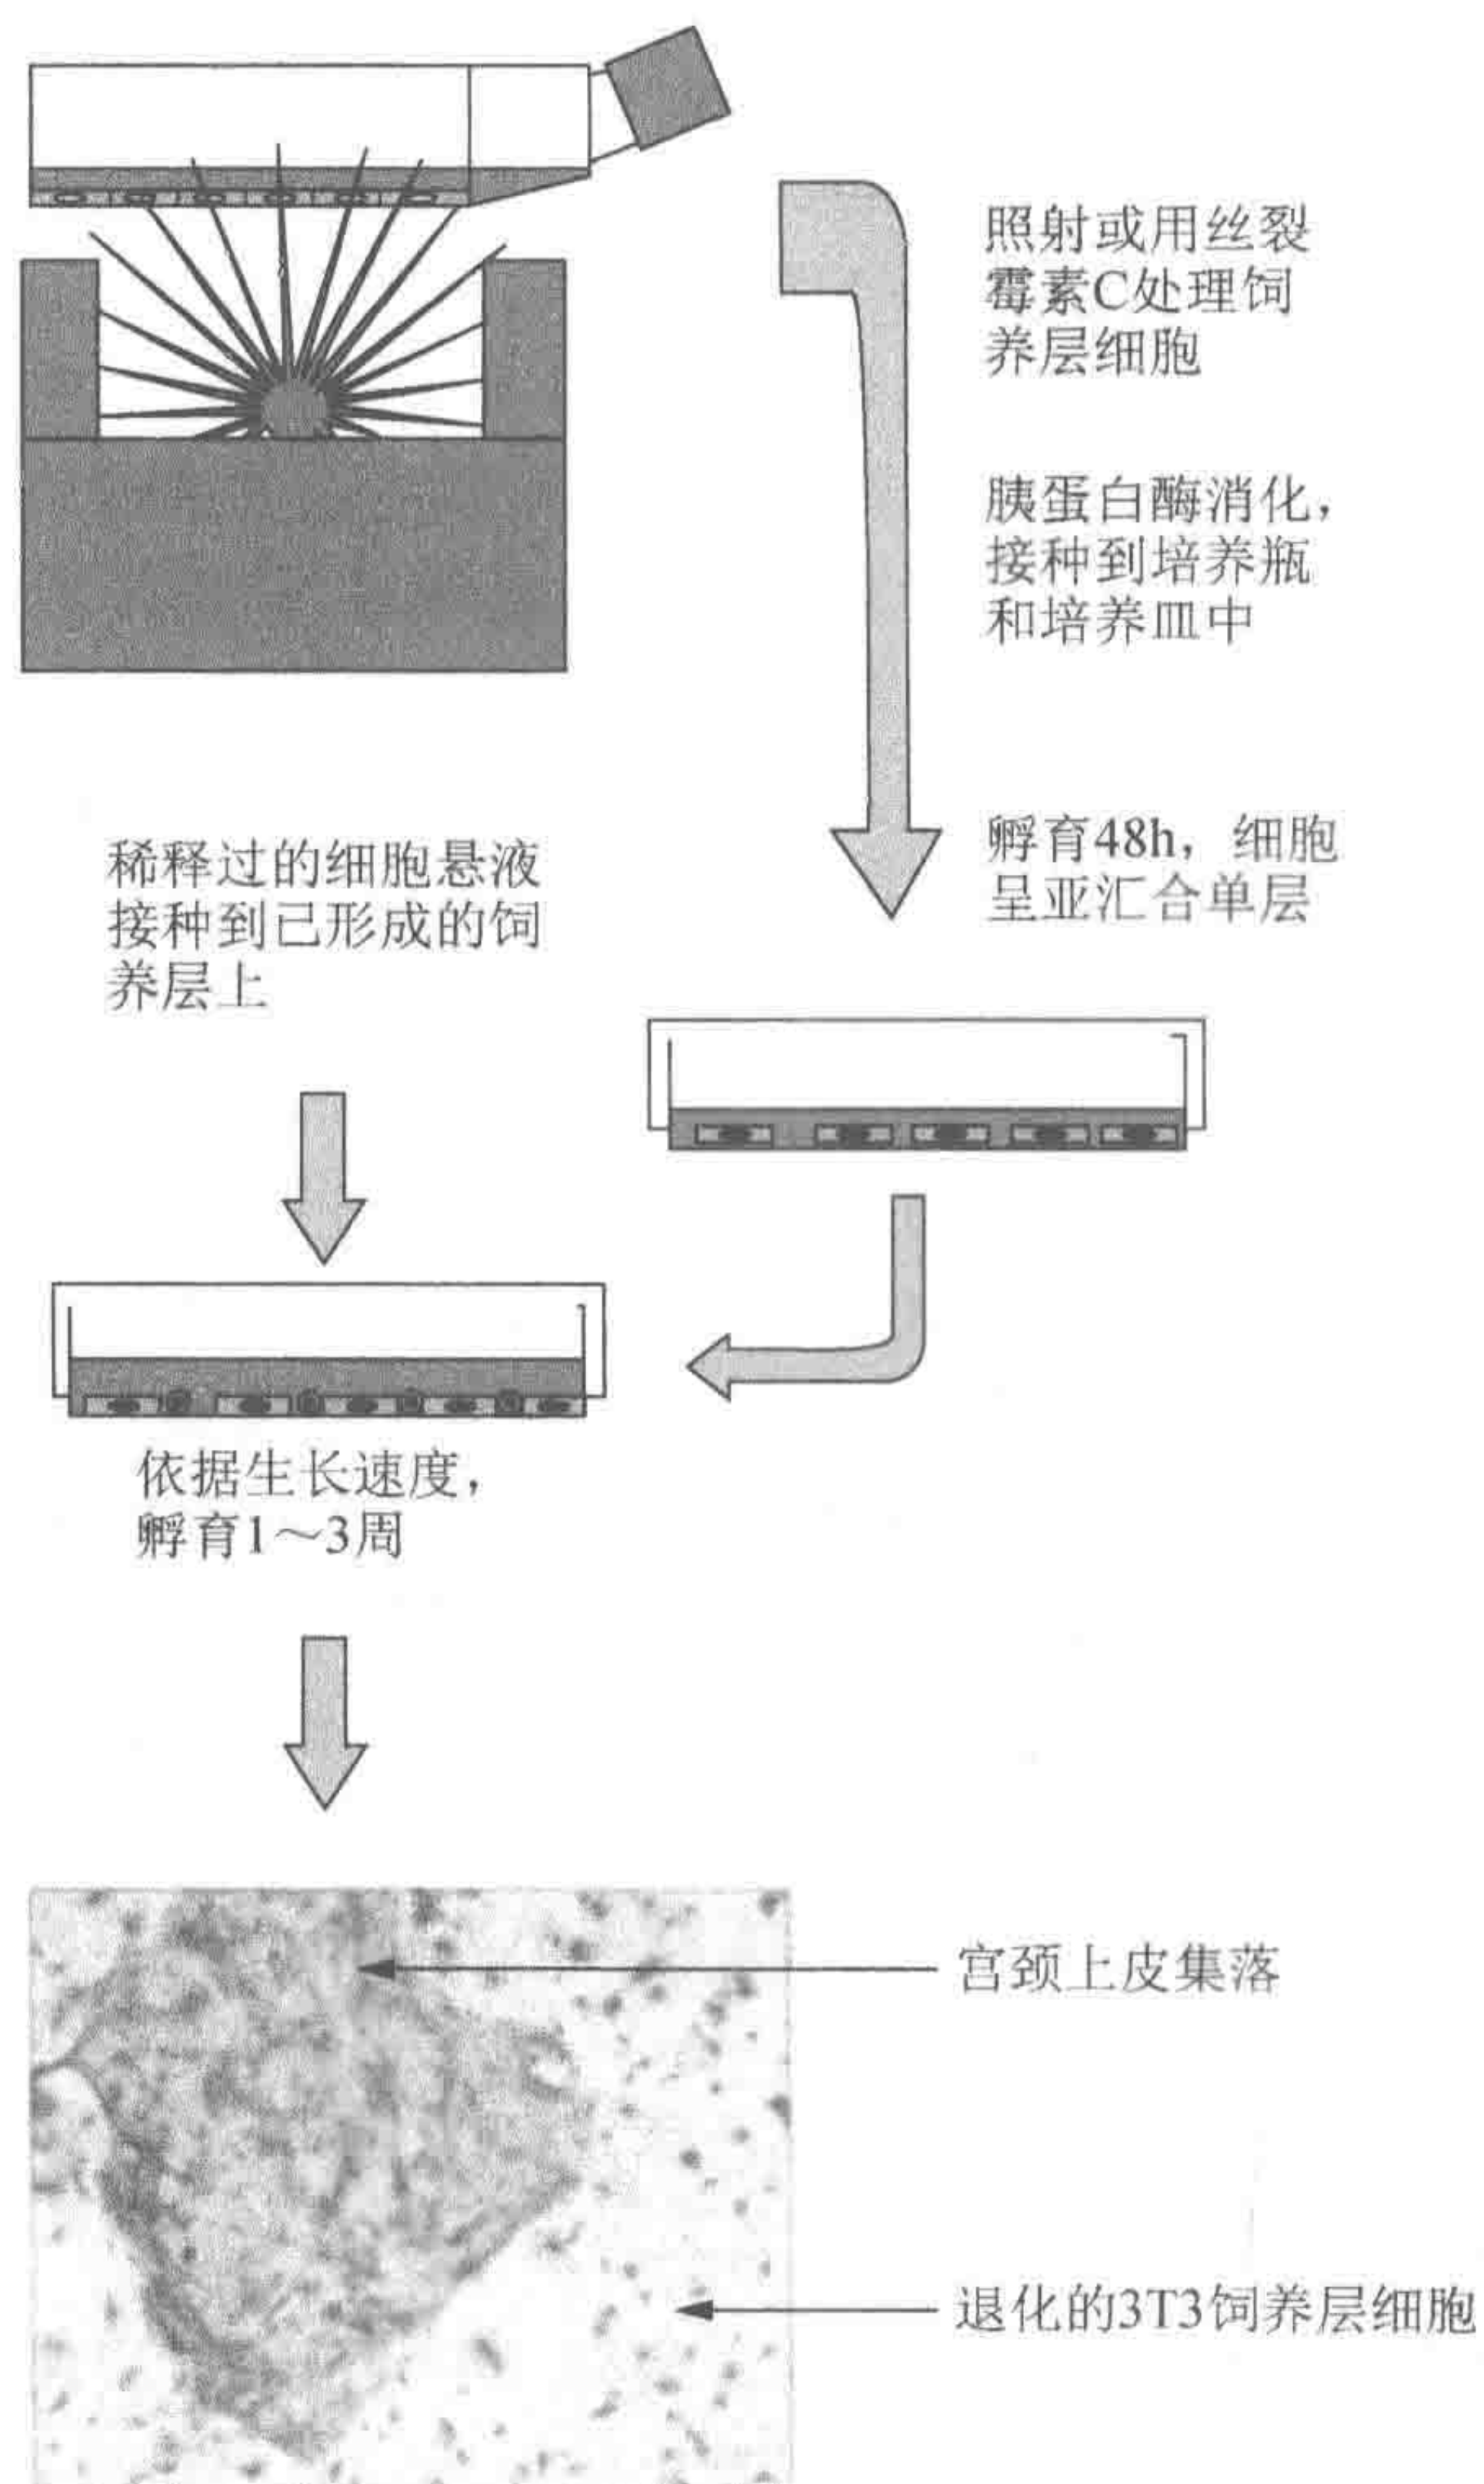 照射或用丝裂
霉素C处理饲
养层细胞
胰蛋白酶消化，
接种到培养瓶
和培养皿中
孵育48h，细胞
呈亚汇合单层
稀释过的细胞悬液
接种到已形成的饲
养层上
依据生长速度，
孵育1～3周
宫颈上皮集落
退化的3T3饲养层细胞